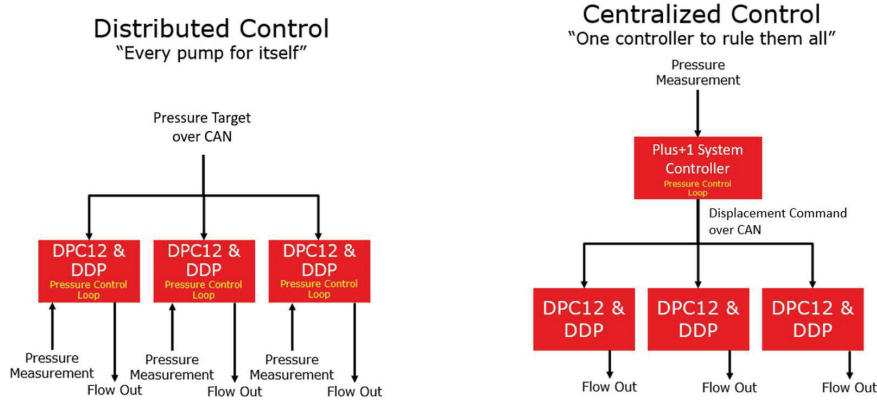 Distributed Control
“Every pump for itself”
Pressure Target
over CAN
DPC12 &
DDP
Pressure Control
Loop
DPC12 &
DDP
Pressure Control
Loop
DPC12 &
DDP
Pressure Control
Loop
Pressure
Measurement
Flow Out
Pressure
Measurement
Flow Out
Pressure
Measurement
Flow Out
Centralized Control
“One controller to rule them all”
Pressure
Measurement
Plus+1 System
Controller
Pressure Control
Loop
Displacement Command
over CAN
DPC12 &
DDP
DPC12 &
DDP
DPC12 &
DDP
Flow Out
Flow Out
Flow Out